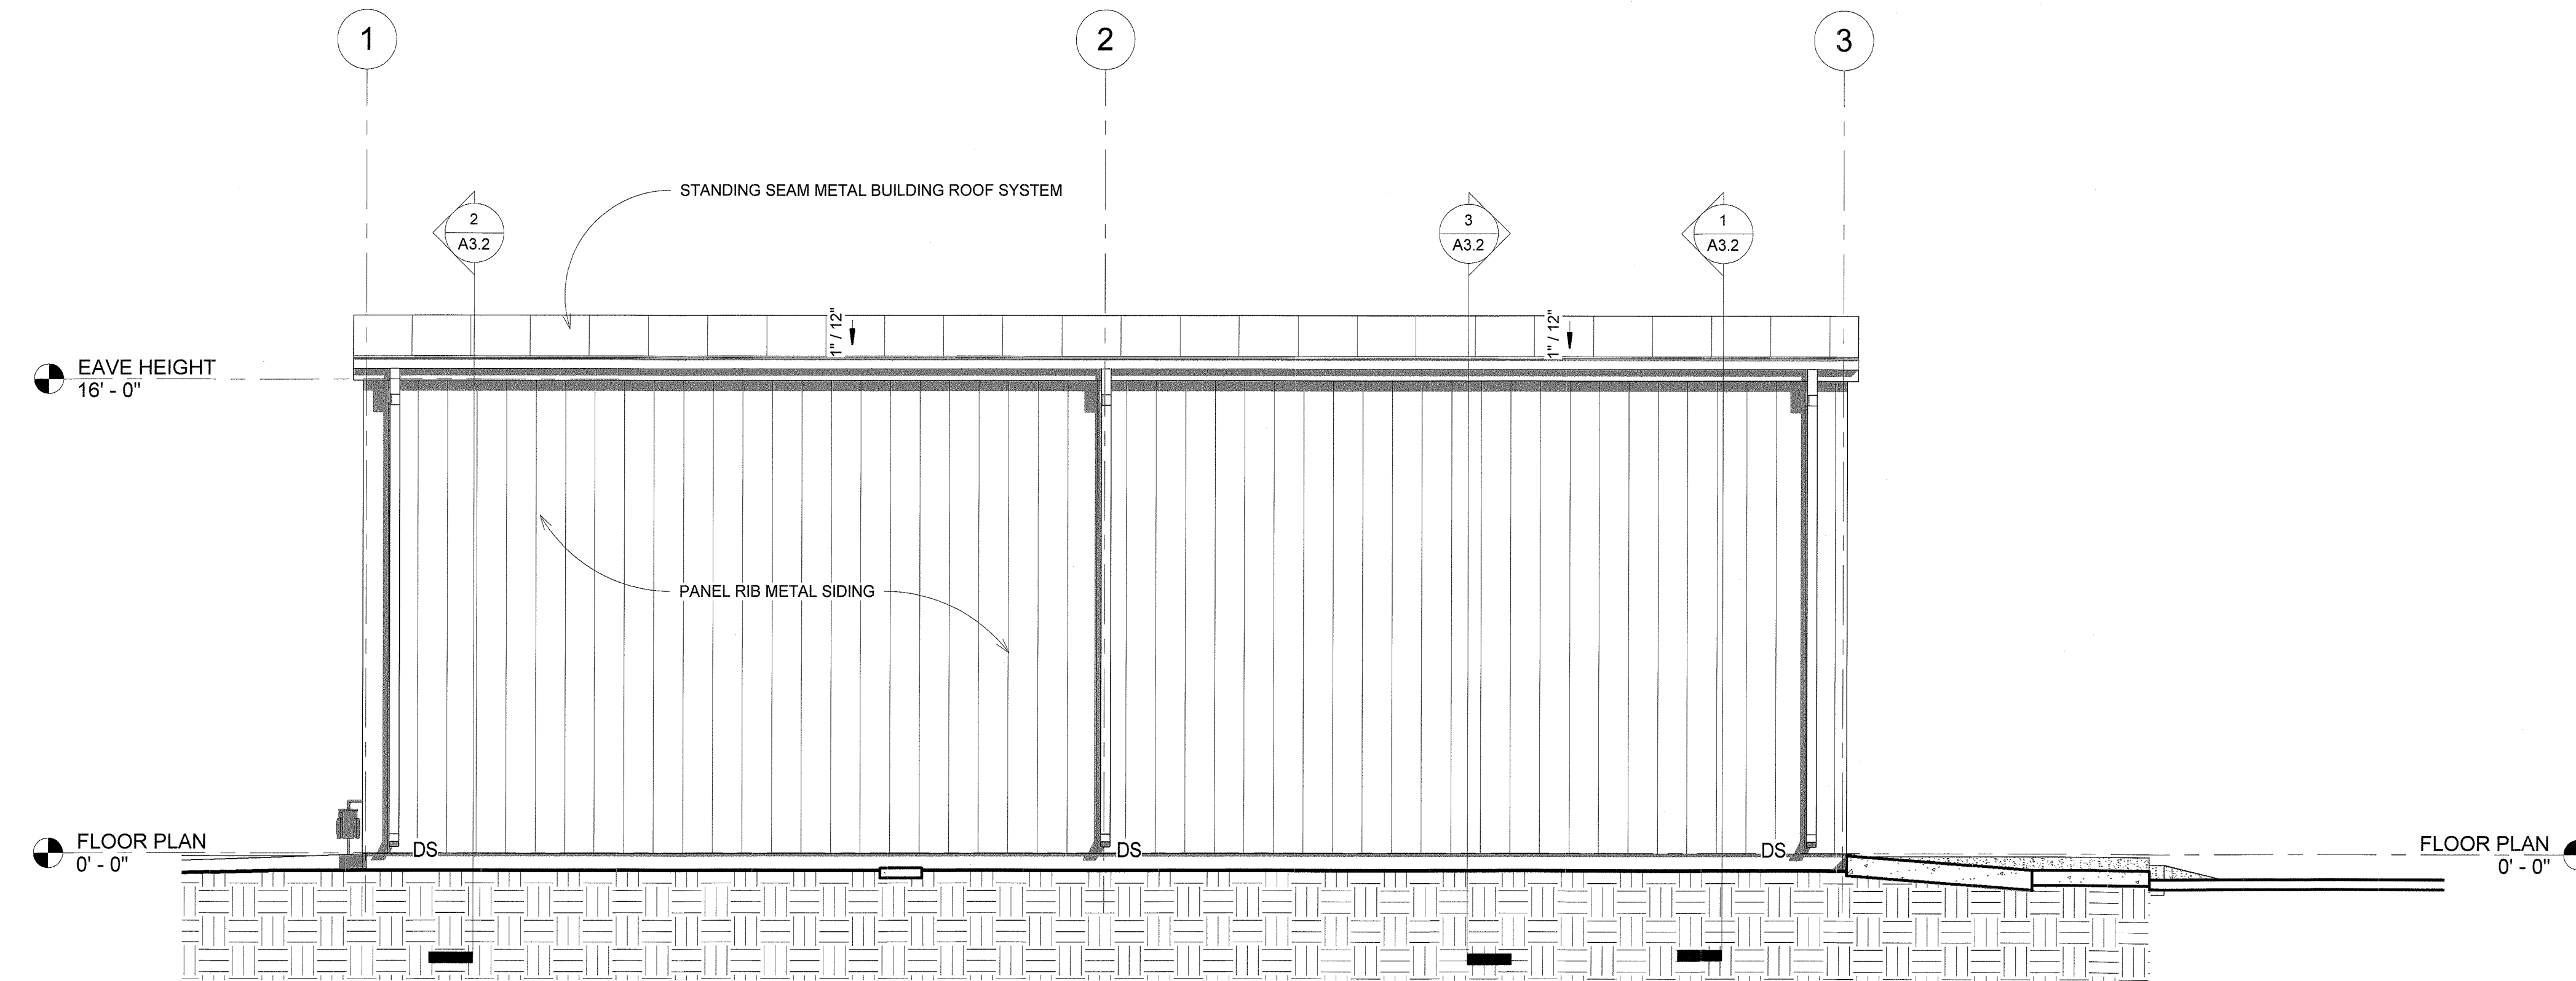 1
2
3
STANDING SEAM METAL BUILDING ROOF SYSTEM
2
A3.2
3
A3.2
1
A3.2
1" / 12"
1" / 12"
EAVE HEIGHT
16' - 0"
PANEL RIB METAL SIDING
FLOOR PLAN
0' - 0"
DS
DS
DS
FLOOR PLAN
0' - 0"